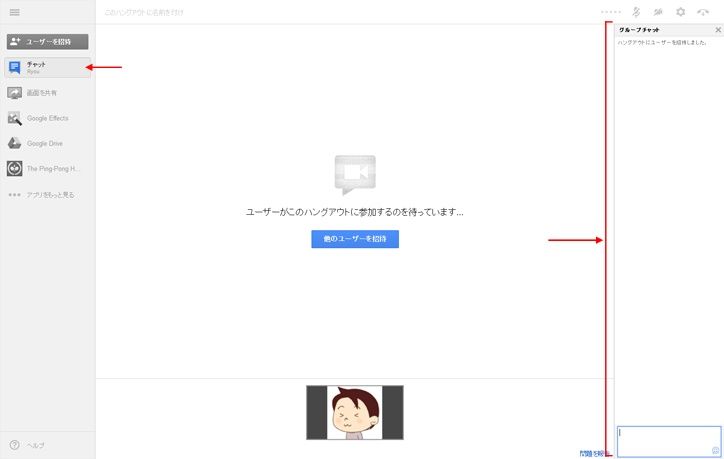 このハングアウトに名前を付け
ユーザーを招待
チャット
Ryou
画面を共有
Google Effects
Google Drive
The Ping-Pong H...
アプリをもっと見る
ユーザーがこのハングアウトに参加するのを待っています...
他のユーザーを招待
グループチャット
ハングアウトにユーザーを招待しました。
問題を報
ヘルプ